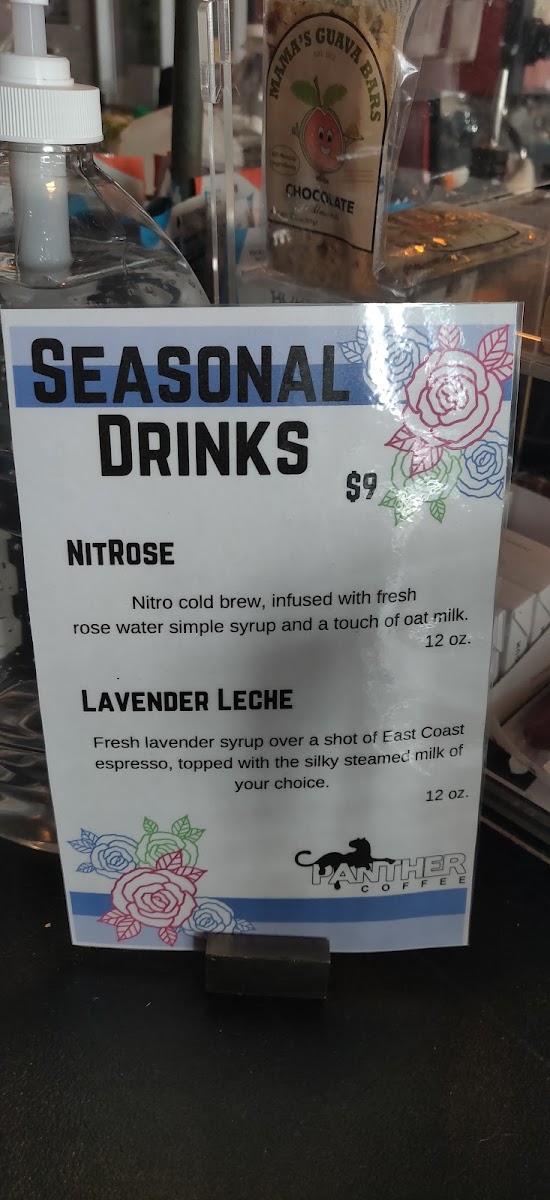 MAMA'S GUAVA BARS
CHOCOLATE
SEASONAL
DRINKS
$9
NITROSE
Nitro cold brew, infused with fresh
rose water simple syrup and a touch of oat milk.
12 oz.
LAVENDER LECHE
Fresh lavender syrup over a shot of East Coast
espresso, topped with the silky steamed milk of
your choice.
12 oz.
PANTHER
COFFEE